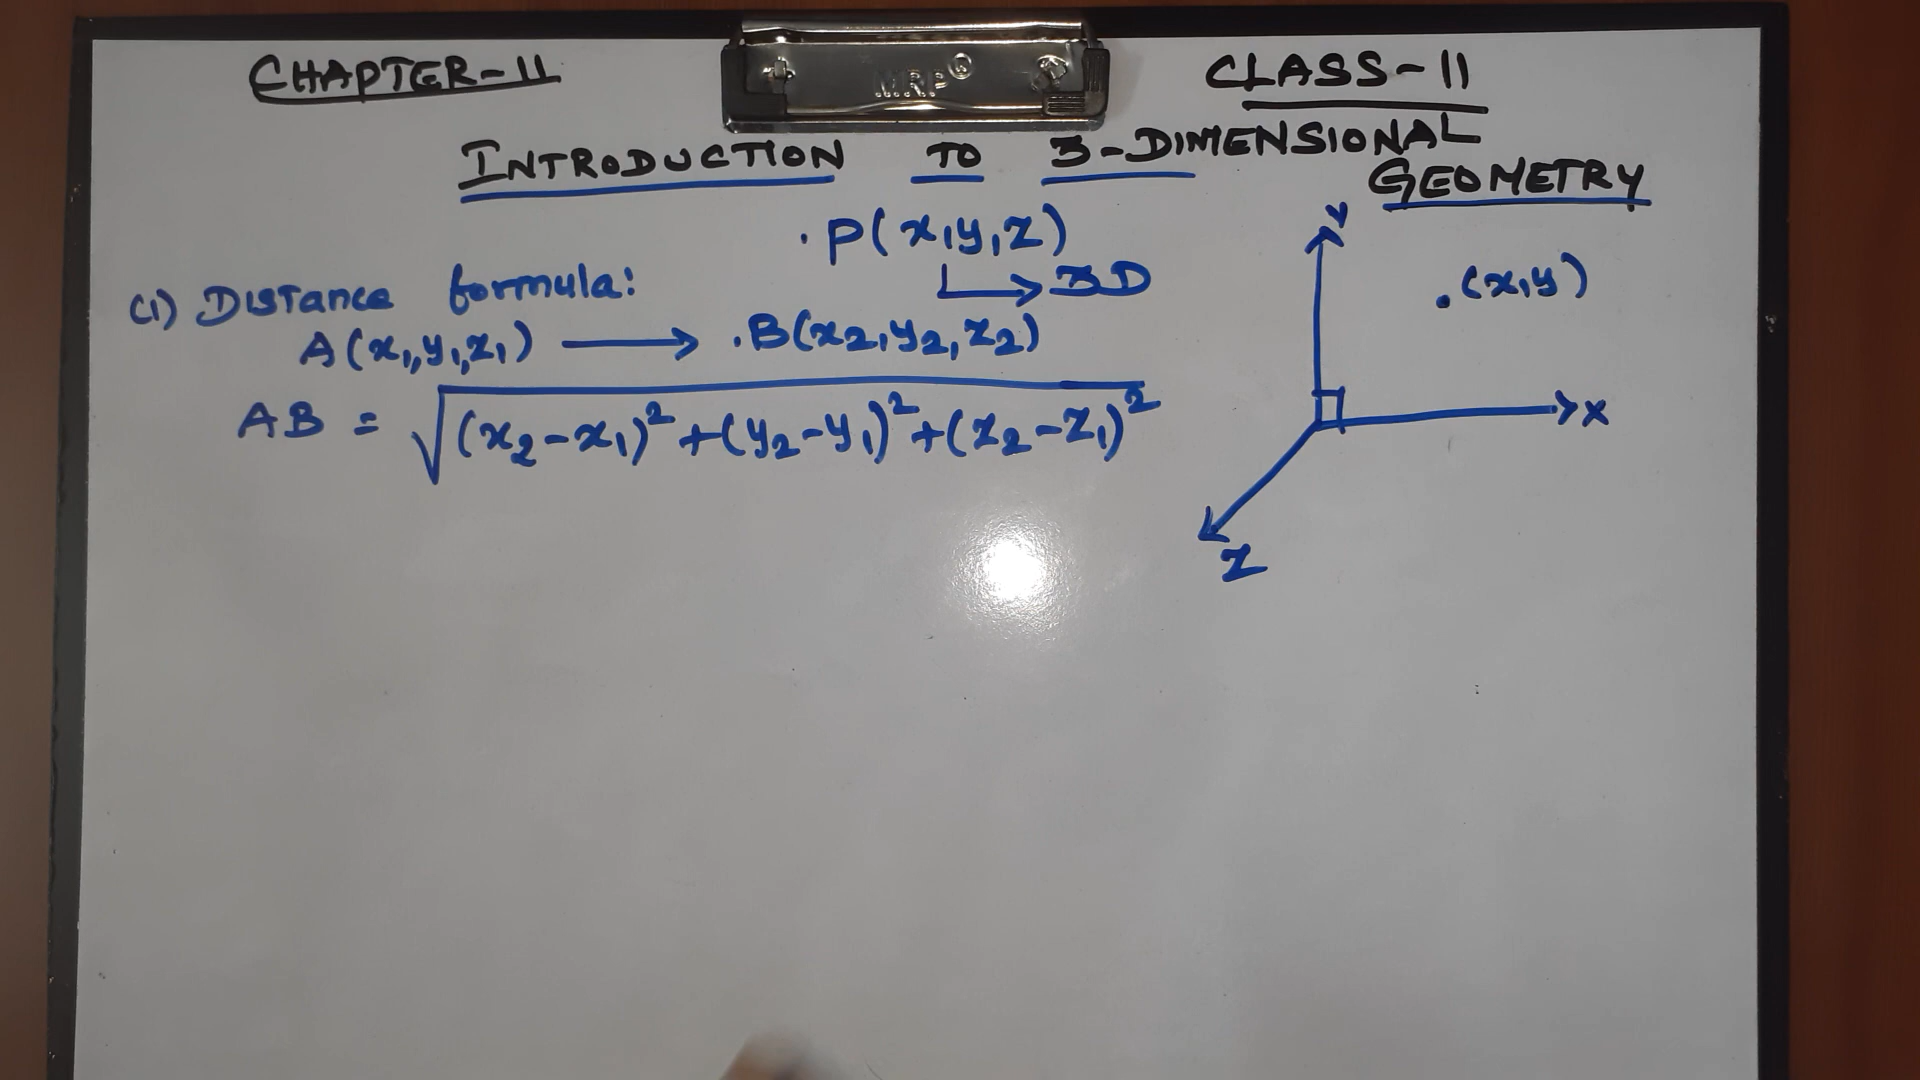 CHAPTER-11
MRP®
CLASS-11
INTRODUCTION TO 3-DIMENSIONAL
GEOMETRY
.P(x,y,z)
3D
(1) Distance formula:
A(x₁,y₁,z₁) → .B(x₂,y₂,z₂)
AB = √(x₂-x₁)²+(y₂-y₁)²+(z₂-z₁)²
Y
.(x,y)
X
Z